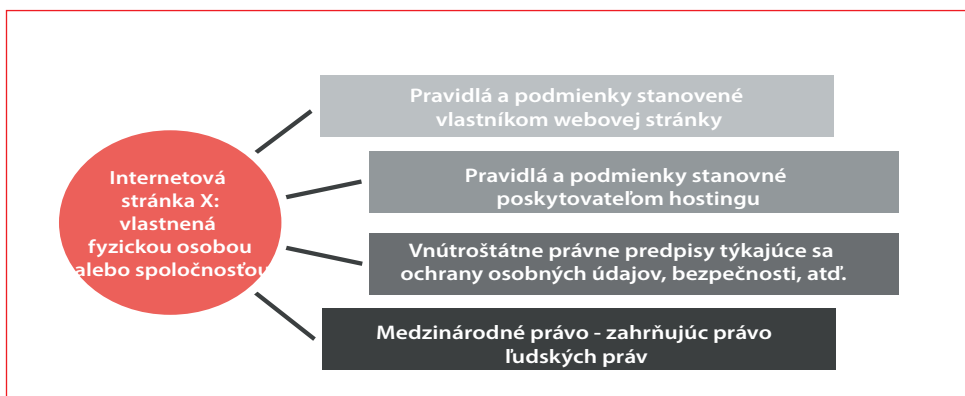 Internetová
stránka X:
vlastnená
fyzickou osobou
alebo spoločnosťou
Pravidlá a podmienky stanovené
vlastníkom webovej stránky
Pravidlá a podmienky stanovné
poskytovateľom hostingu
Vnútroštátne právne predpisy týkajúce sa
ochrany osobných údajov, bezpečnosti, atď.
Medzinárodné právo - zahrňujúc právo
ľudských práv